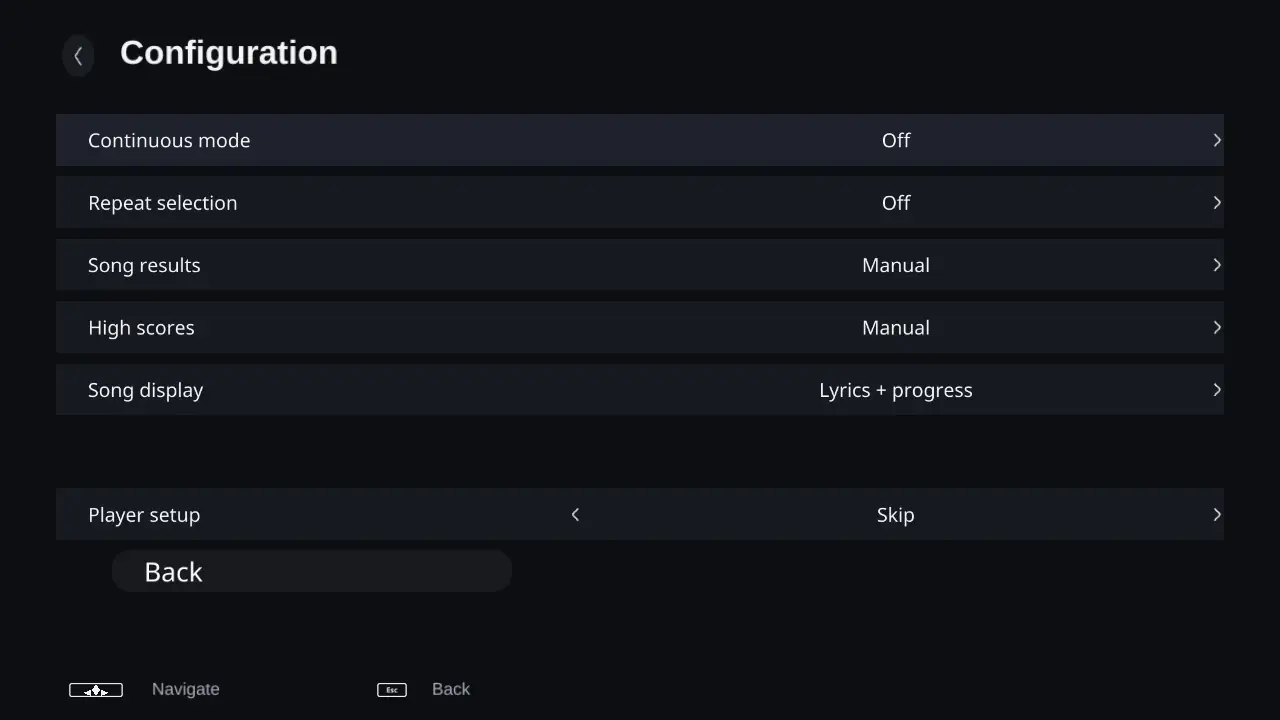 Configuration
Continuous mode Off
Repeat selection Off
Song results Manual
High scores Manual
Song display Lyrics + progress
Player setup Skip
Back
Navigate Esc Back